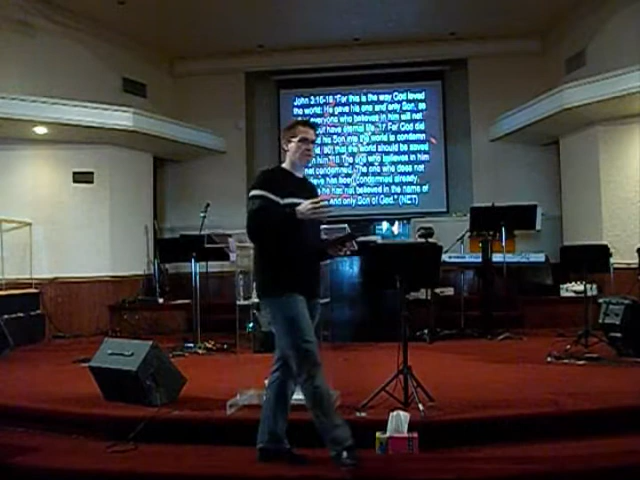 John 3:16-18 "For this is the way God loved
the world: He gave his one and only Son, so
everyone who believes in him will not
but have eternal life. 17 For God did
his Son into the world to condemn
that the world should be saved
him. 18 The one who believes in him
not condemned. The one who does not
has been condemned already,
he has not believed in the name of
and only Son of God." (NET)